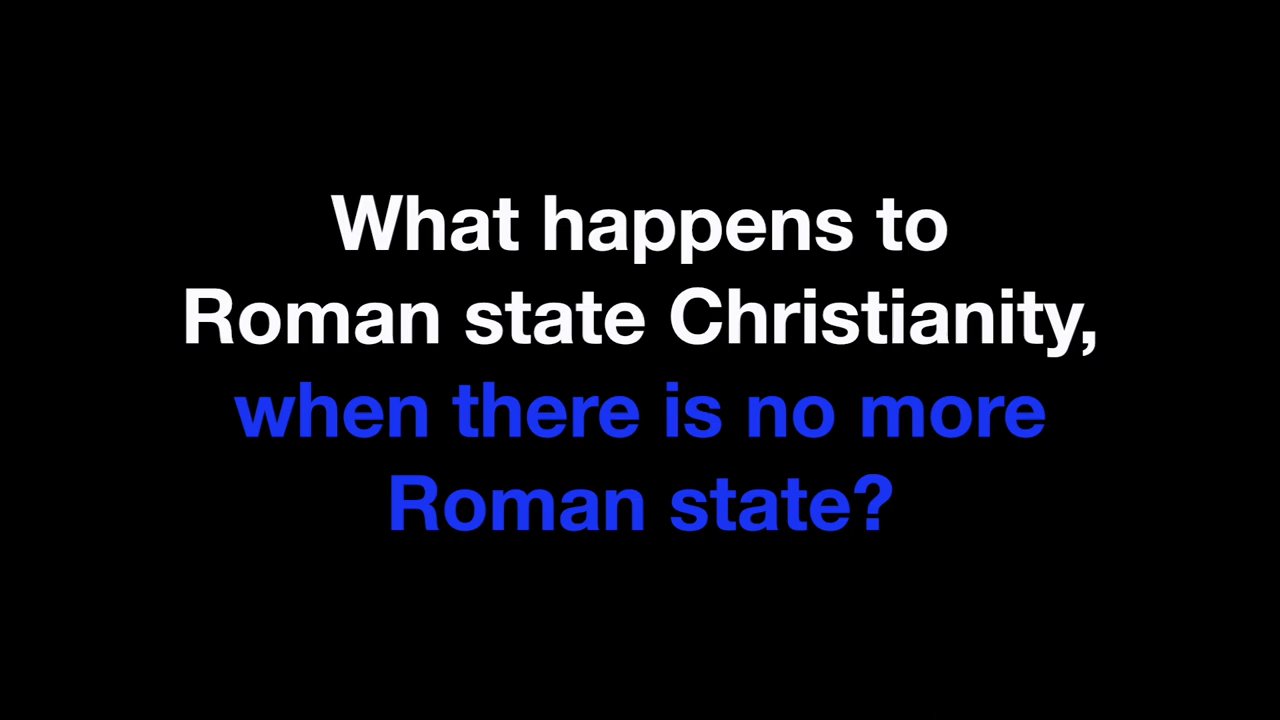 What happens to
Roman state Christianity,
when there is no more
Roman state?